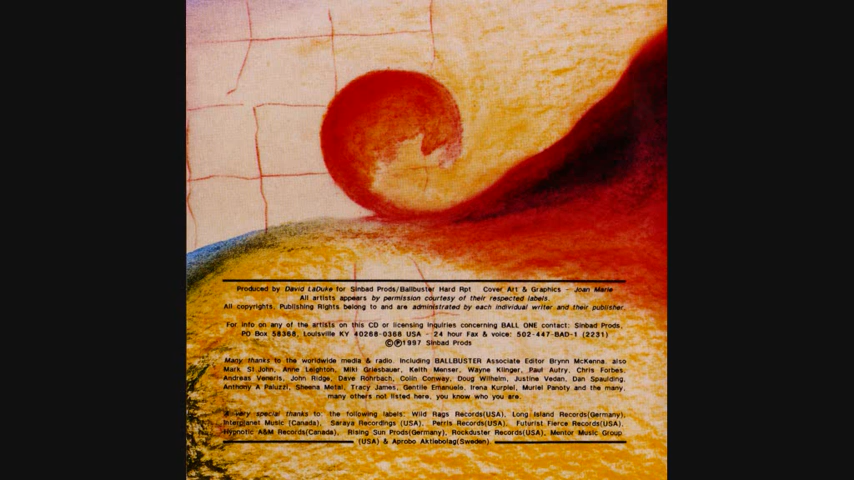 Produced by David LaDuke for Sinbad Prods/Ballbuster Hard Rpt Cover Art & Graphics - Joan Marie
All artists appears by permission courtesy of their respected labels.
All copyrights. Publishing Rights belong to and are administrated by each individual writer and their publisher.
For info on any of the artists on this CD or licensing inquiries concerning BALL ONE contact: Sinbad Prods.
PO Box 58368, Louisville KY 40268-0368 USA - 24 hour Fax & voice: 502-447-BAD-1 (2231)
©℗1997 Sinbad Prods
Many thanks to the worldwide media & radio. Including BALLBUSTER Associate Editor Brynn McKenna. also
Mark St John, Anne Leighton, Miki Griesbauer, Keith Menser, Wayne Klinger, Paul Autry, Chris Forbes,
Andreas Veneris, John Ridge, Dave Rohrbach, Colin Conway, Doug Wilhelm, Justine Vedan, Dan Spaulding,
Anthony A Paluzzi, Sheena Metal, Tracy James, Gentile Emanuele, Irena Kurpiel, Muriel Panoty and the many,
many others not listed here, you know who you are.
A very special thanks to the following labels: Wild Rags Records(USA), Long Island Records(Germany),
Interplanet Music (Canada), Saraya Recordings (USA), Perris Records(USA), Futurist Fierce Records(USA),
Hypnotic A&M Records(Canada), Rising Sun Prods(Germany), Rockduster Records(USA), Mentor Music Group
(USA) & Aprobo Aktiebolag(Sweden).